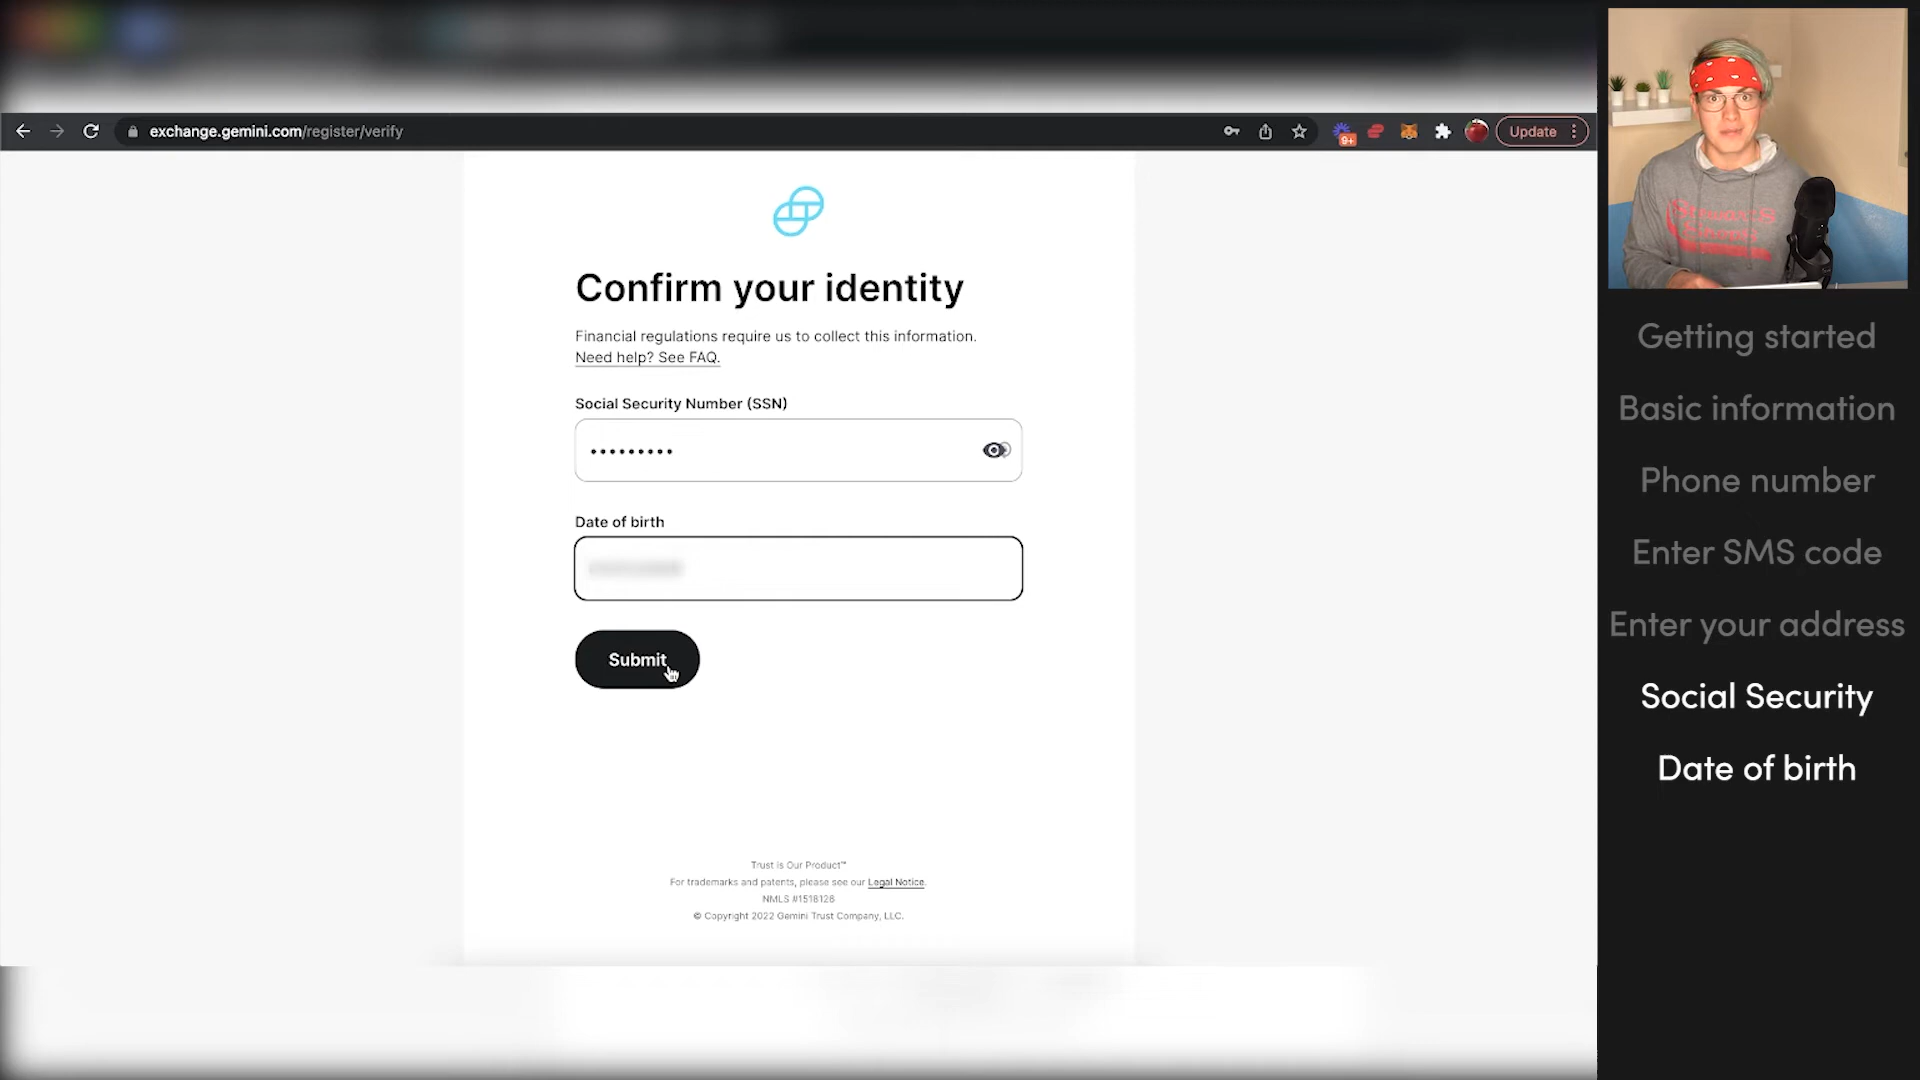 exchange.gemini.com/register/verify
9+
Update
Confirm your identity
Financial regulations require us to collect this information.
Need help? See FAQ.
Social Security Number (SSN)
•••••••••
Date of birth
Submit
Trust is Our Product™
For trademarks and patents, please see our Legal Notice.
NMLS #1518126
© Copyright 2022 Gemini Trust Company, LLC.
Getting started
Basic information
Phone number
Enter SMS code
Enter your address
Social Security
Date of birth